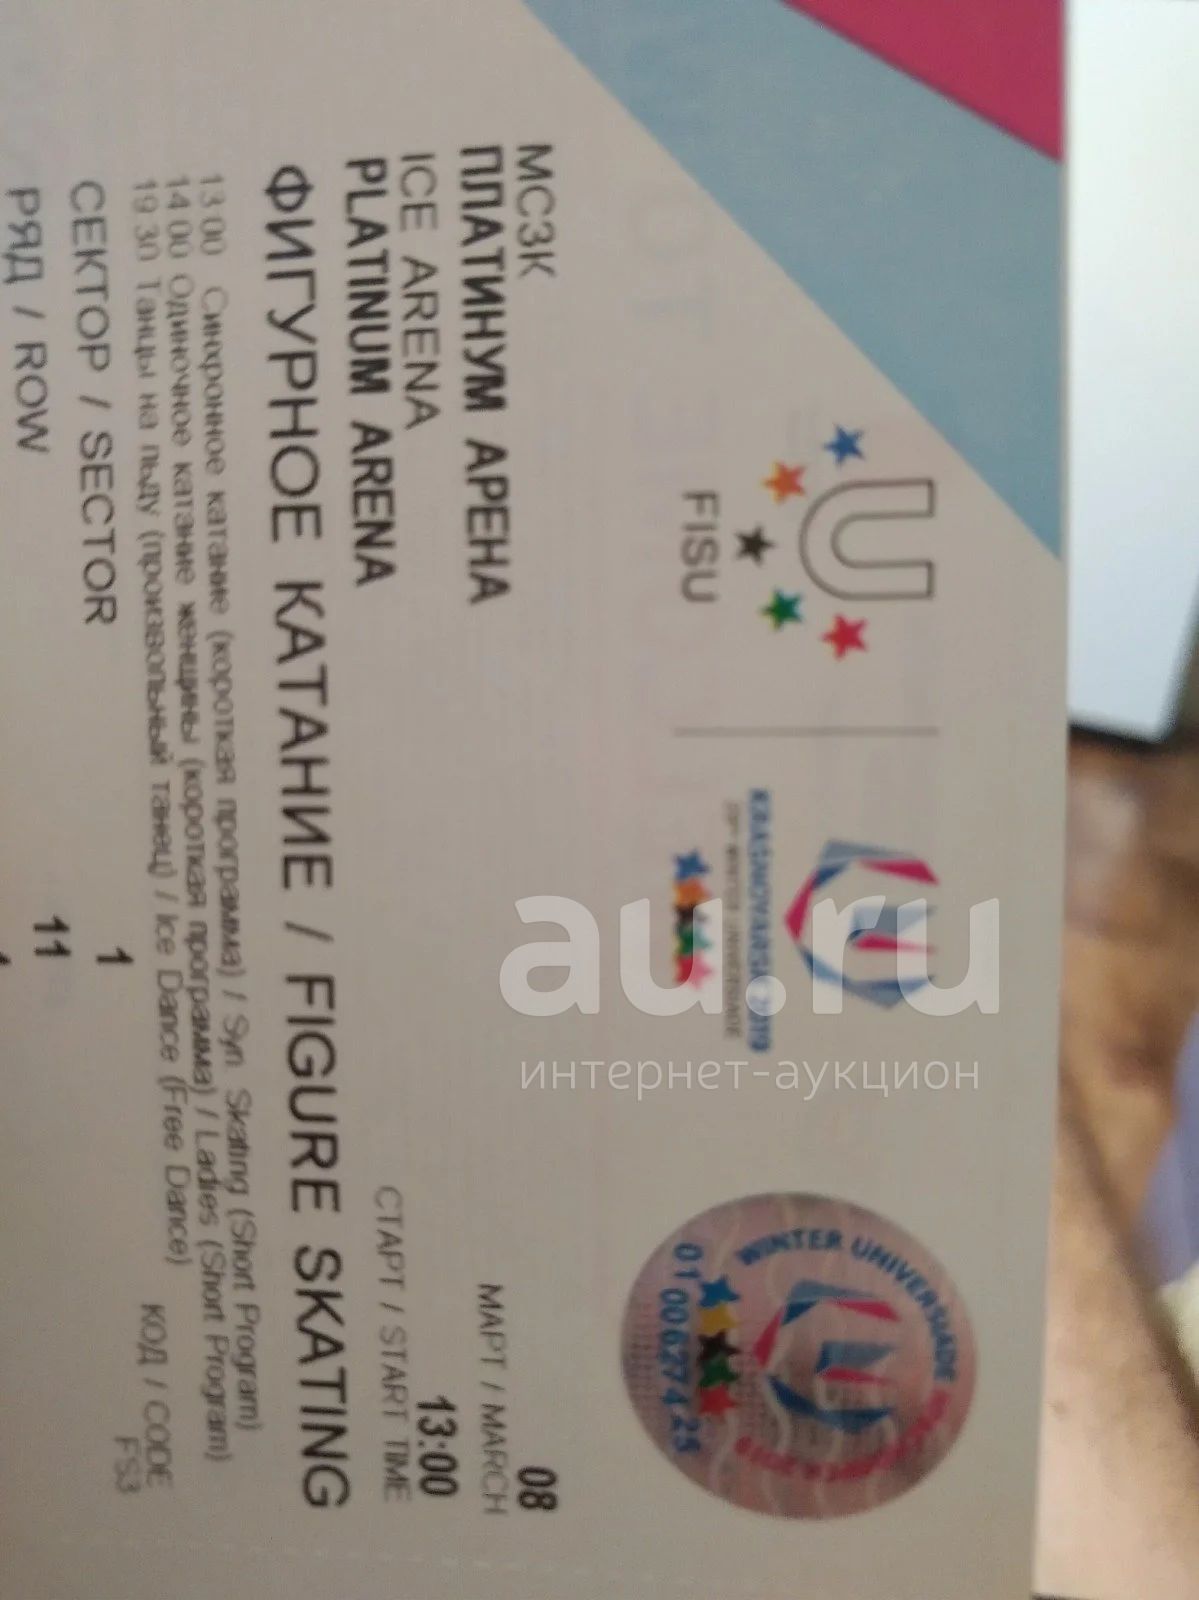 FISU
KRASNOYARSK 2019
WINTER UNIVERSIADE
01 0062774 25
МСЗК
ПЛАТИНУМ АРЕНА
ICE ARENA
PLATINUM ARENA
08
МАРТ / MARCH
13:00
СТАРТ / START TIME
ФИГУРНОЕ КАТАНИЕ / FIGURE SKATING
13:00 Синхронное катание (короткая программа) / Syn. Skating (Short Program)
14:00 Одиночное катание женщины (короткая программа) / Ladies (Short Program)
19:30 Танцы на льду (произвольный танец) / Ice Dance (Free Dance)
КОД / CODE
FS3
СЕКТОР / SECTOR 1
РЯД / ROW 11
au.ru
интернет-аукцион